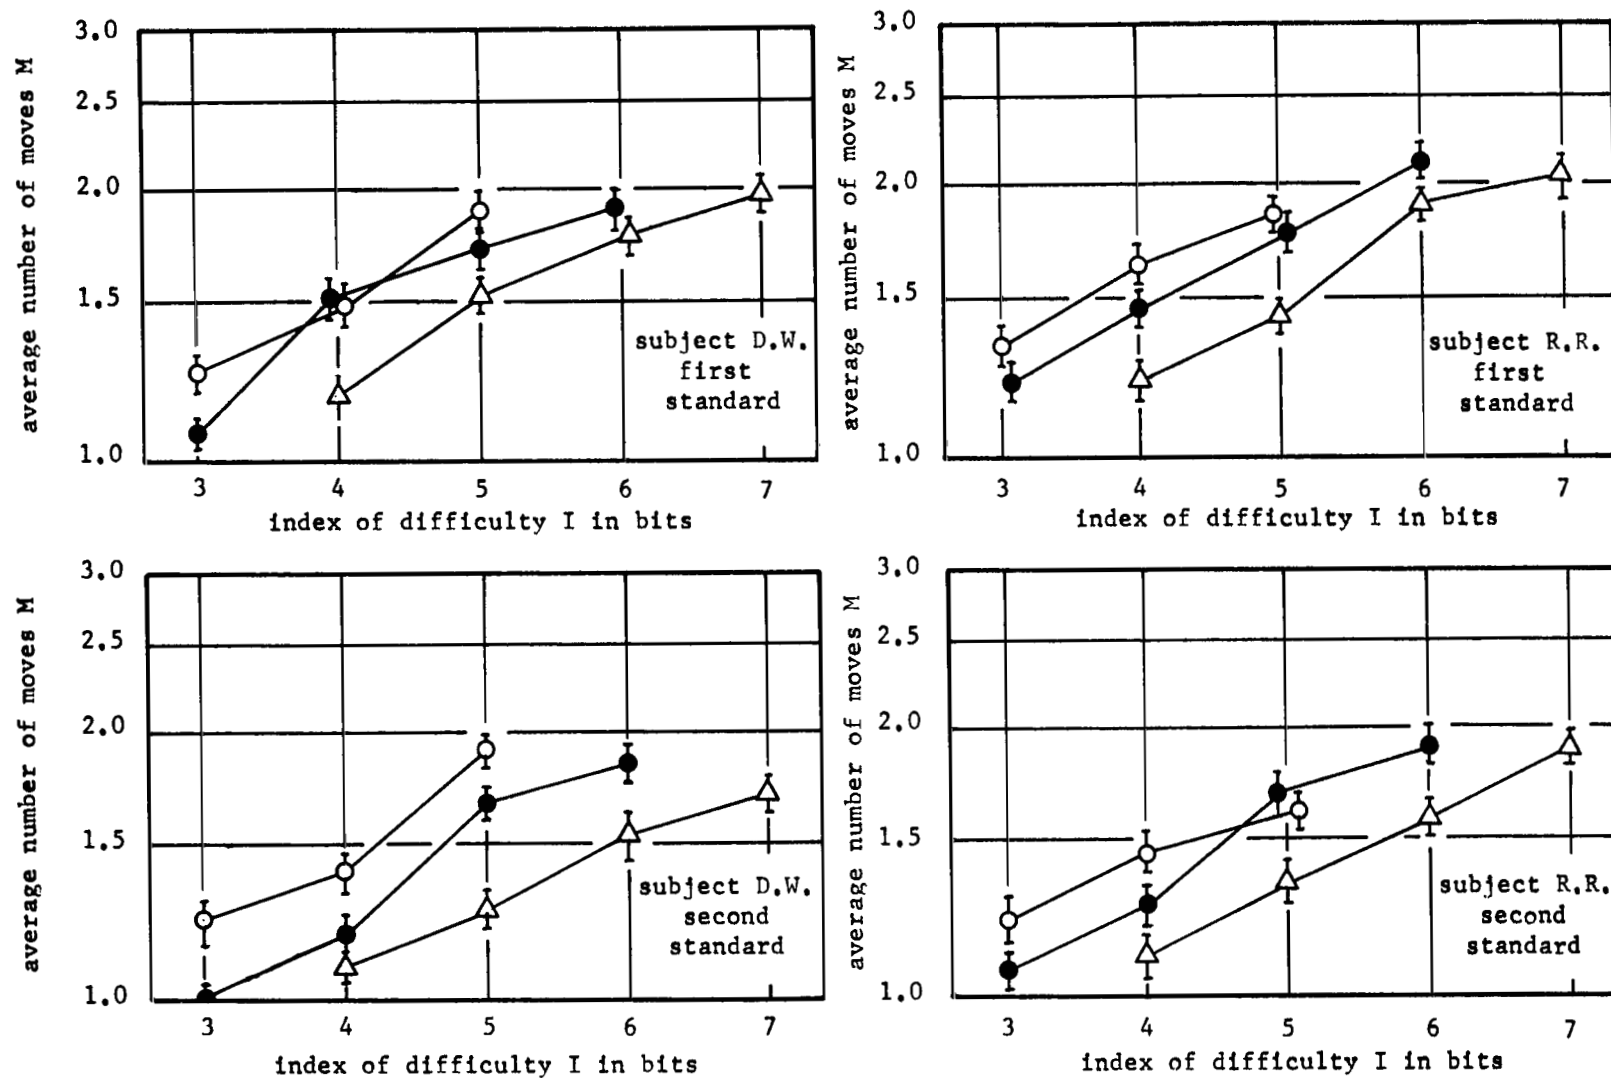 average number of moves M
3.0
2.5
2.0
1.5
1.0
subject D.W.
first
standard
3 4 5 6 7
index of difficulty I in bits
average number of moves M
3.0
2.5
2.0
1.5
1.0
subject R.R.
first
standard
3 4 5 6 7
index of difficulty I in bits
average number of moves M
3.0
2.5
2.0
1.5
1.0
subject D.W.
second
standard
3 4 5 6 7
index of difficulty I in bits
average number of moves M
3.0
2.5
2.0
1.5
1.0
subject R.R.
second
standard
3 4 5 6 7
index of difficulty I in bits